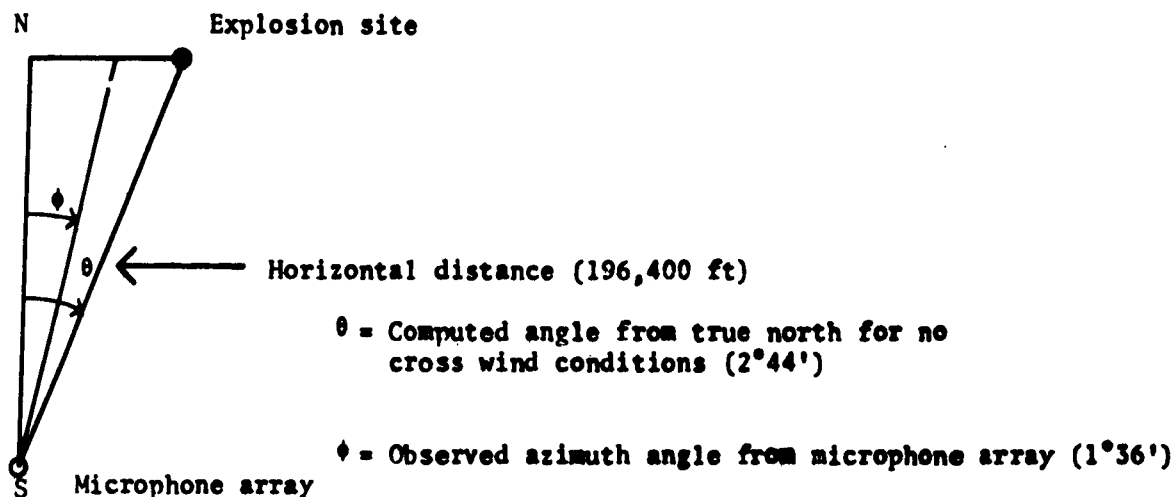 N
Explosion site
ϕ
θ
Horizontal distance (196,400 ft)
θ = Computed angle from true north for no
cross wind conditions (2°44')
ϕ = Observed azimuth angle from microphone array (1°36')
S
Microphone array